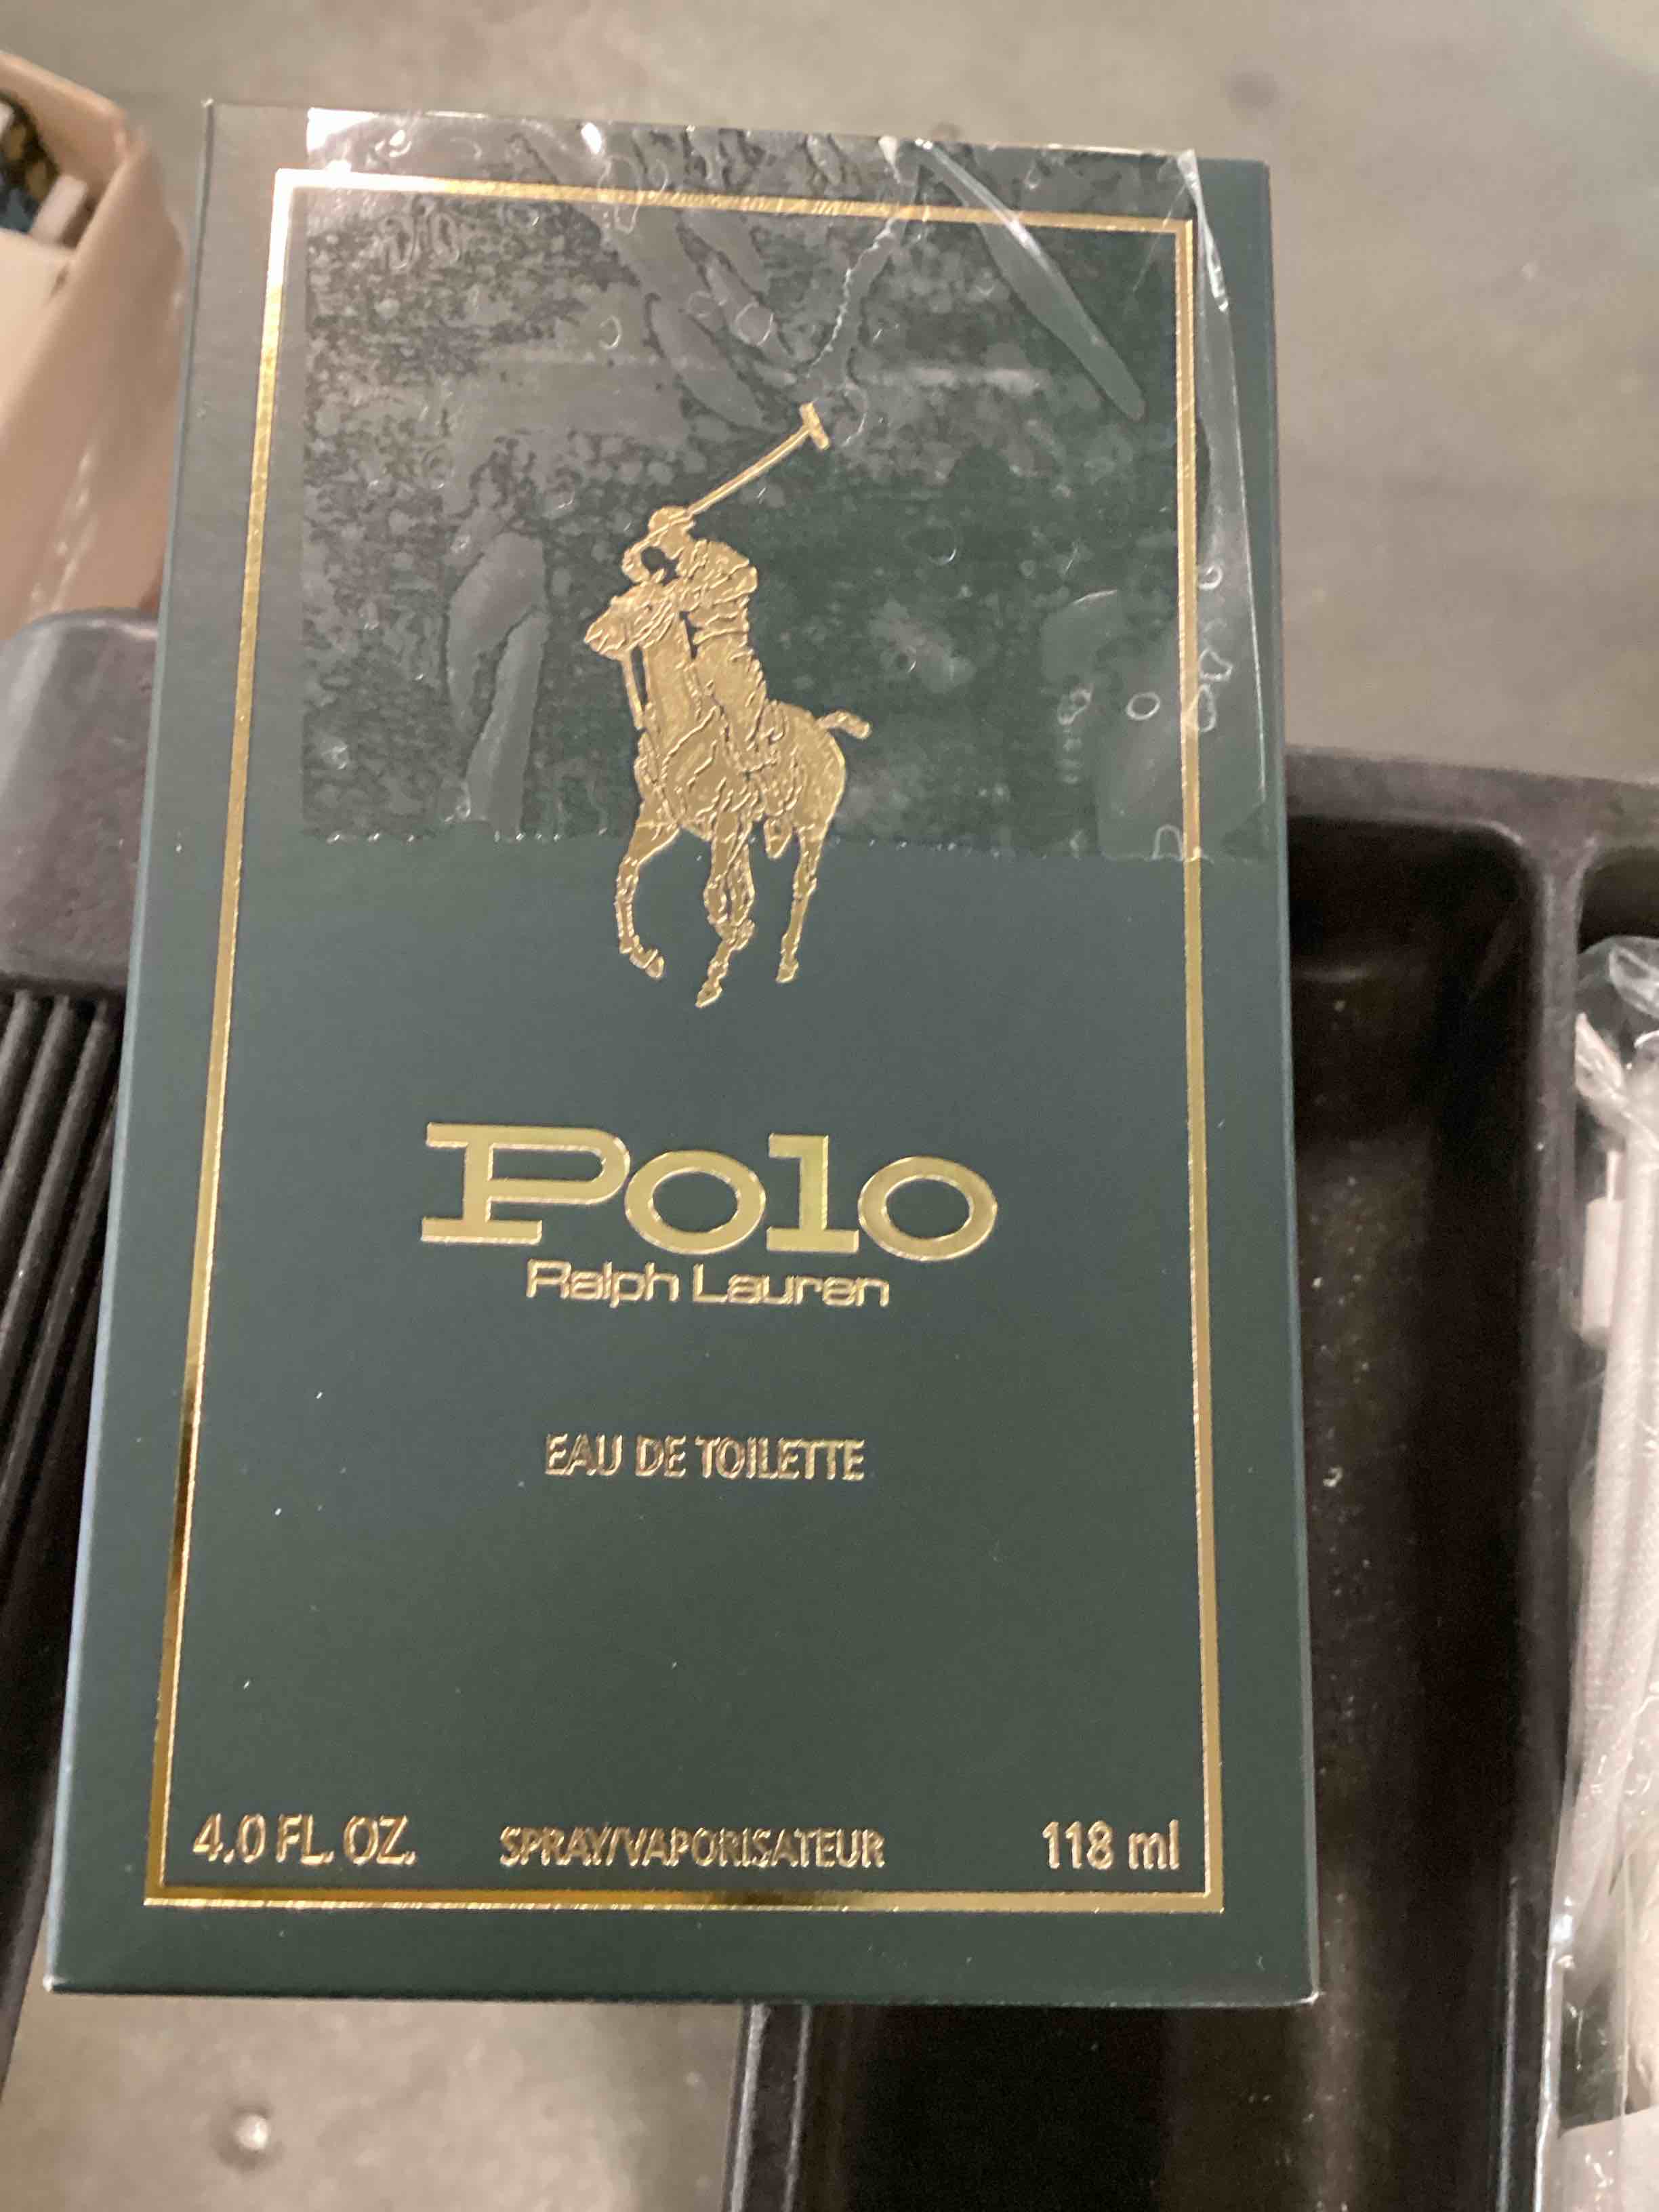 Polo
Ralph Lauren
EAU DE TOILETTE
4.0 FL. OZ. SPRAY/VAPORISATEUR 118 ml